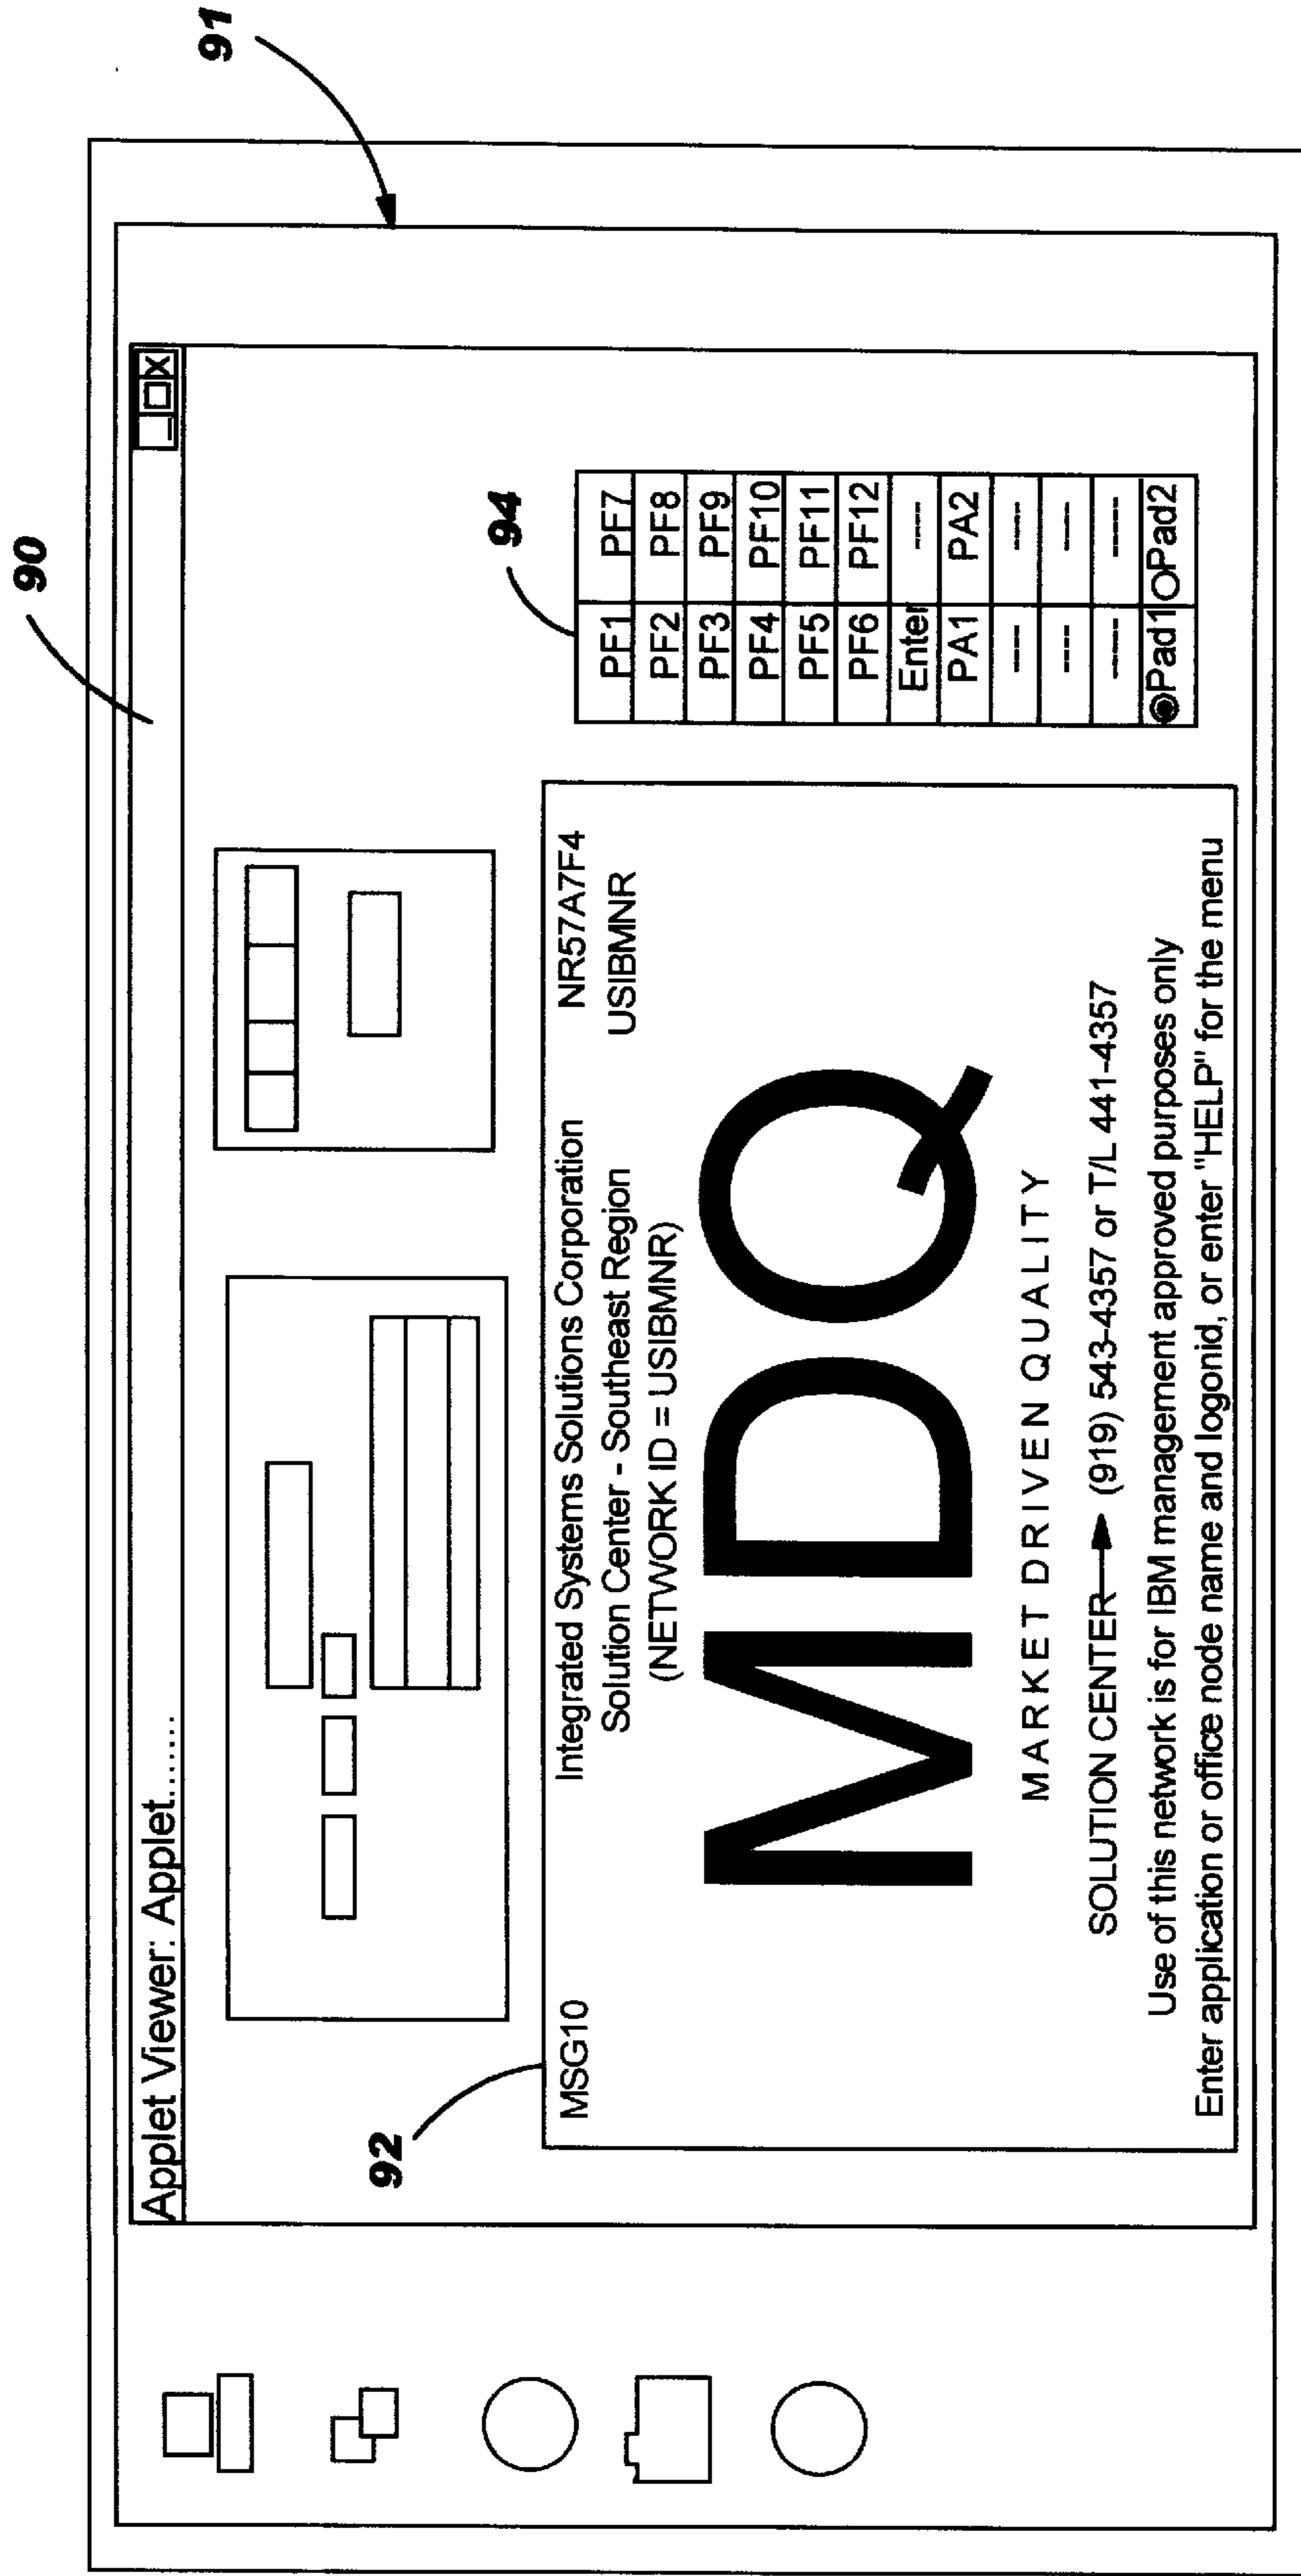 90
91
Applet Viewer: Applet.......
_ □ X
92
94
MSG10 Integrated Systems Solutions Corporation NR57A7F4
Solution Center - Southeast Region USIBMNR
(NETWORK ID = USIBMNR)
MDQ
MARKET DRIVEN QUALITY
SOLUTION CENTER → (919) 543-4357 or T/L 441-4357
Use of this network is for IBM management approved purposes only
Enter application or office node name and logonid, or enter "HELP" for the menu
PF1 PF7
PF2 PF8
PF3 PF9
PF4 PF10
PF5 PF11
PF6 PF12
Enter ---
PA1 PA2
--- ---
--- ---
---- ----
◉Pad1 ○Pad2